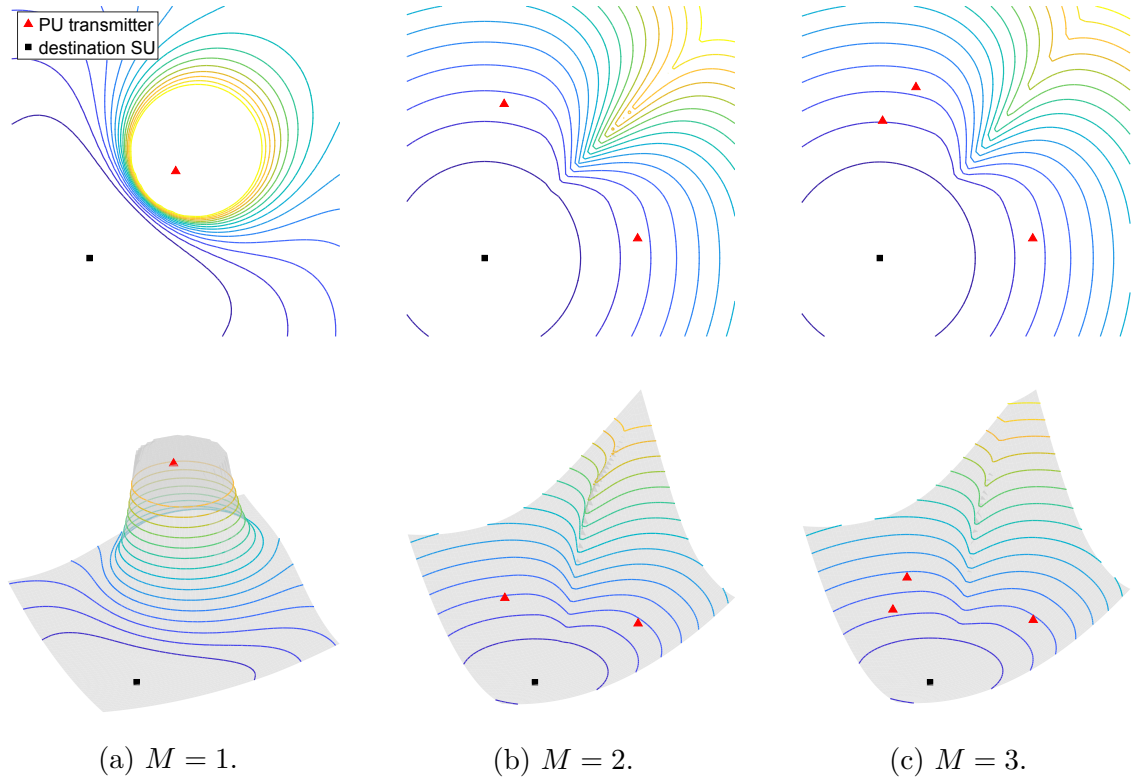 PU transmitter
destination SU
(a) M = 1.
(b) M = 2.
(c) M = 3.